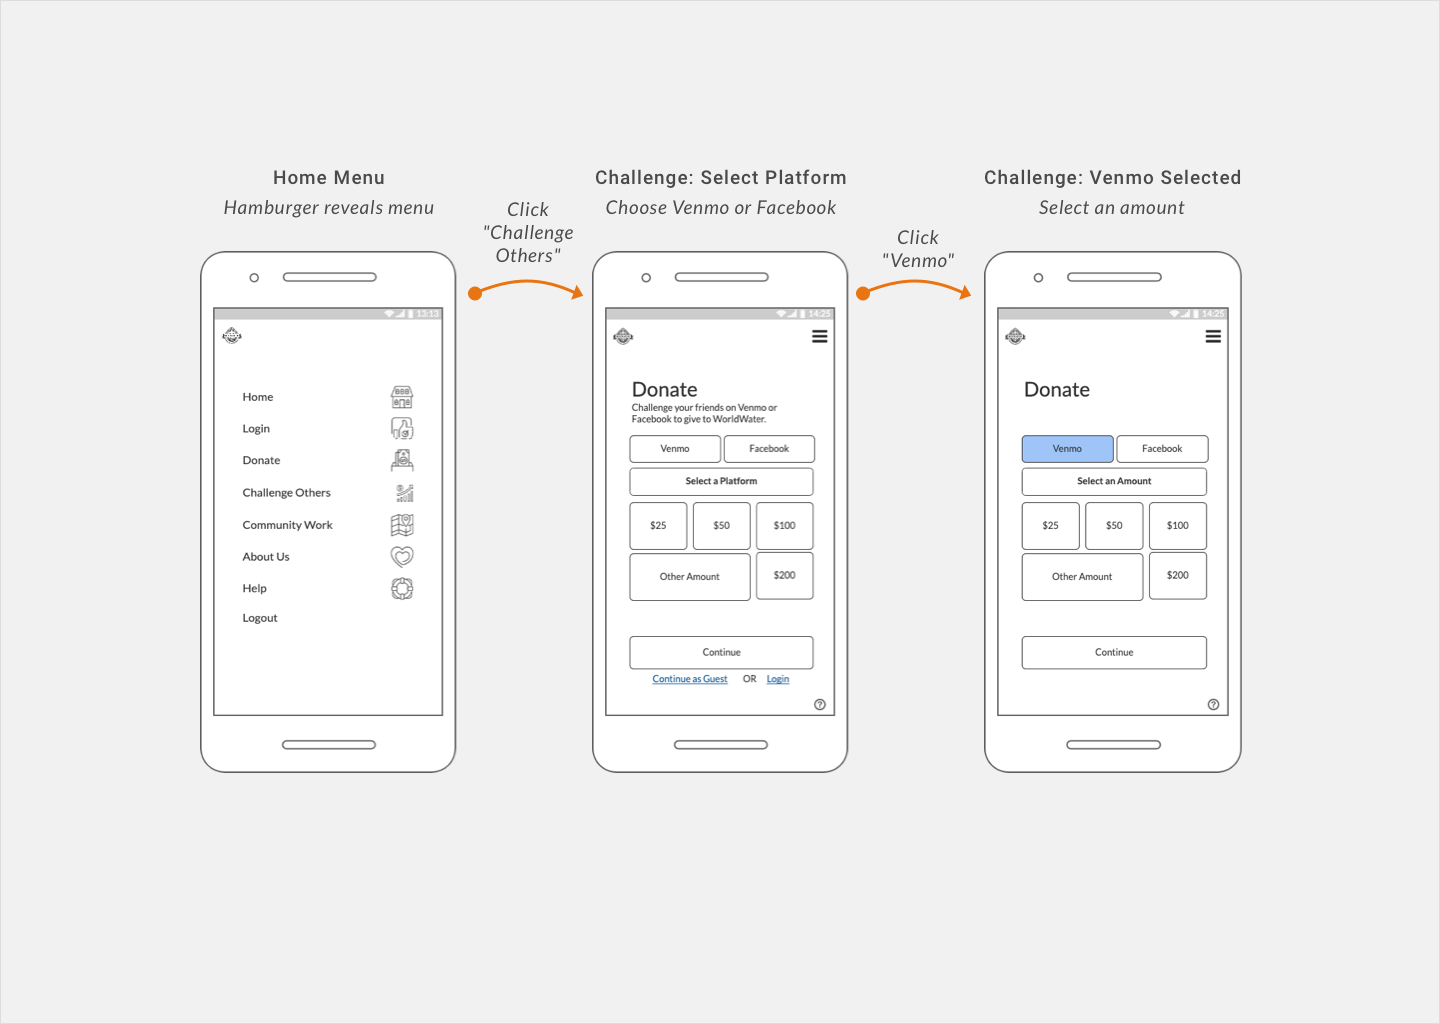 Home Menu
Hamburger reveals menu
Click
"Challenge
Others"
Challenge: Select Platform
Choose Venmo or Facebook
Click
"Venmo"
Challenge: Venmo Selected
Select an amount
13:13
Home
Login
Donate
Challenge Others
Community Work
About Us
Help
Logout
14:25
Donate
Challenge your friends on Venmo or
Facebook to give to WorldWater.
Venmo Facebook
Select a Platform
$25 $50 $100
Other Amount $200
Continue
Continue as Guest OR Login
?
14:25
Donate
Venmo Facebook
Select an Amount
$25 $50 $100
Other Amount $200
Continue
?